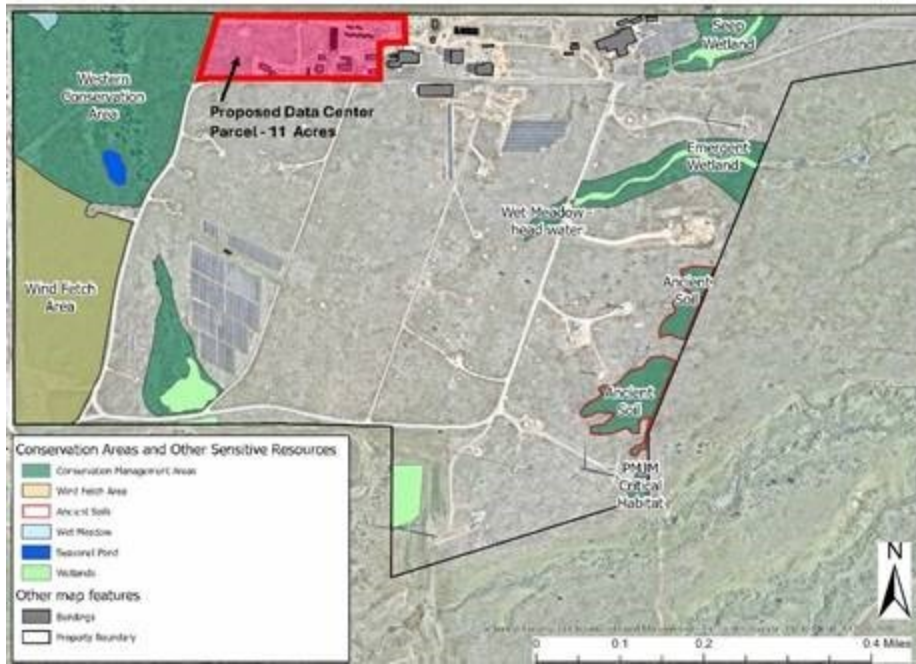 Seep
Wetland
Western
Conservation
Area
Proposed Data Center
Parcel - 11 Acres
Emergent
Wetland
Wet Meadow -
head water
Wind Fetch
Area
Ancient
Soil
Ancient
Soil
PMJM
Critical
Habitat
Conservation Areas and Other Sensitive Resources
Conservation Management Areas
Wind Fetch Area
Ancient Soils
Wet Meadow
Seasonal Pond
Wetlands
Other map features
Buildings
Property Boundary
N
0 0.1 0.2 0.4 Miles